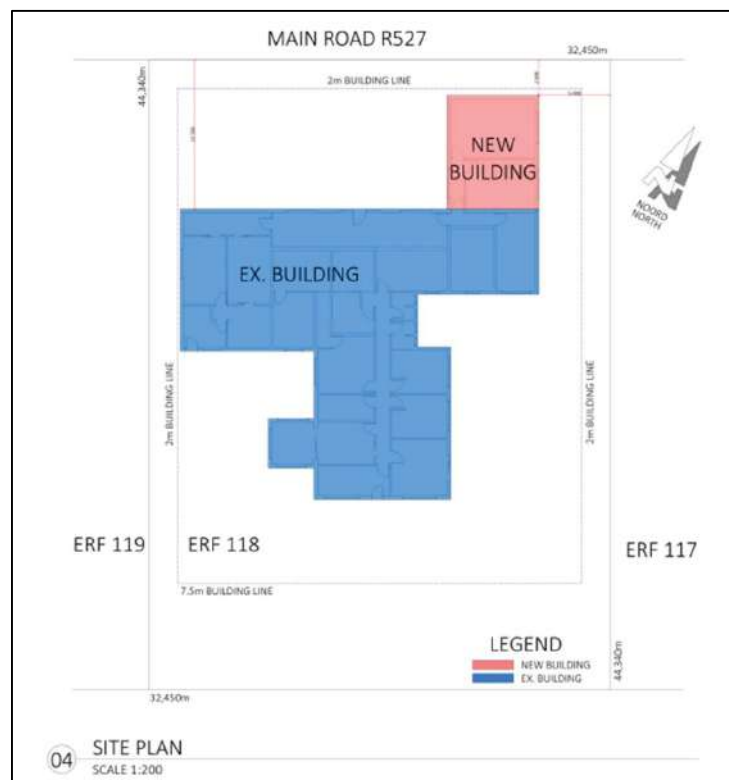 MAIN ROAD R527
32,450m
44,340m
2m BUILDING LINE
NEW
BUILDING
NOORD
NORTH
EX. BUILDING
2m BUILDING LINE
2m BUILDING LINE
ERF 119
ERF 118
ERF 117
7.5m BUILDING LINE
LEGEND
NEW BUILDING
EX. BUILDING
44,340m
32,450m
04
SITE PLAN
SCALE 1:200